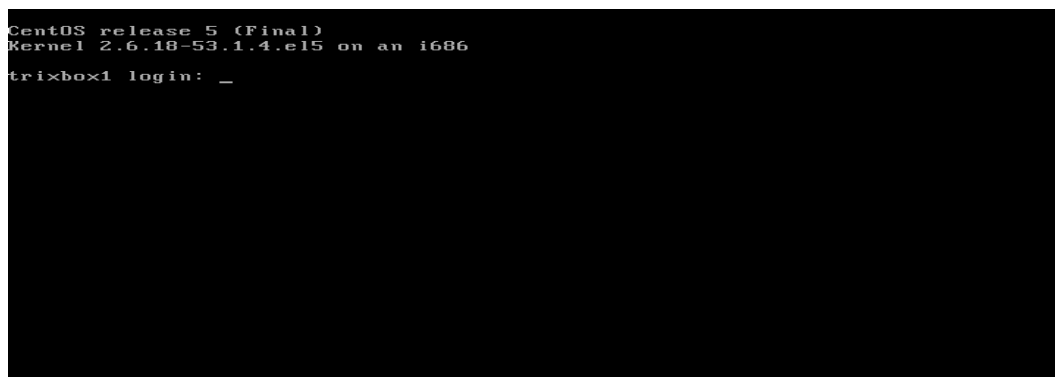 CentOS release 5 (Final)
Kernel 2.6.18-53.1.4.el5 on an i686
trixbox1 login: _